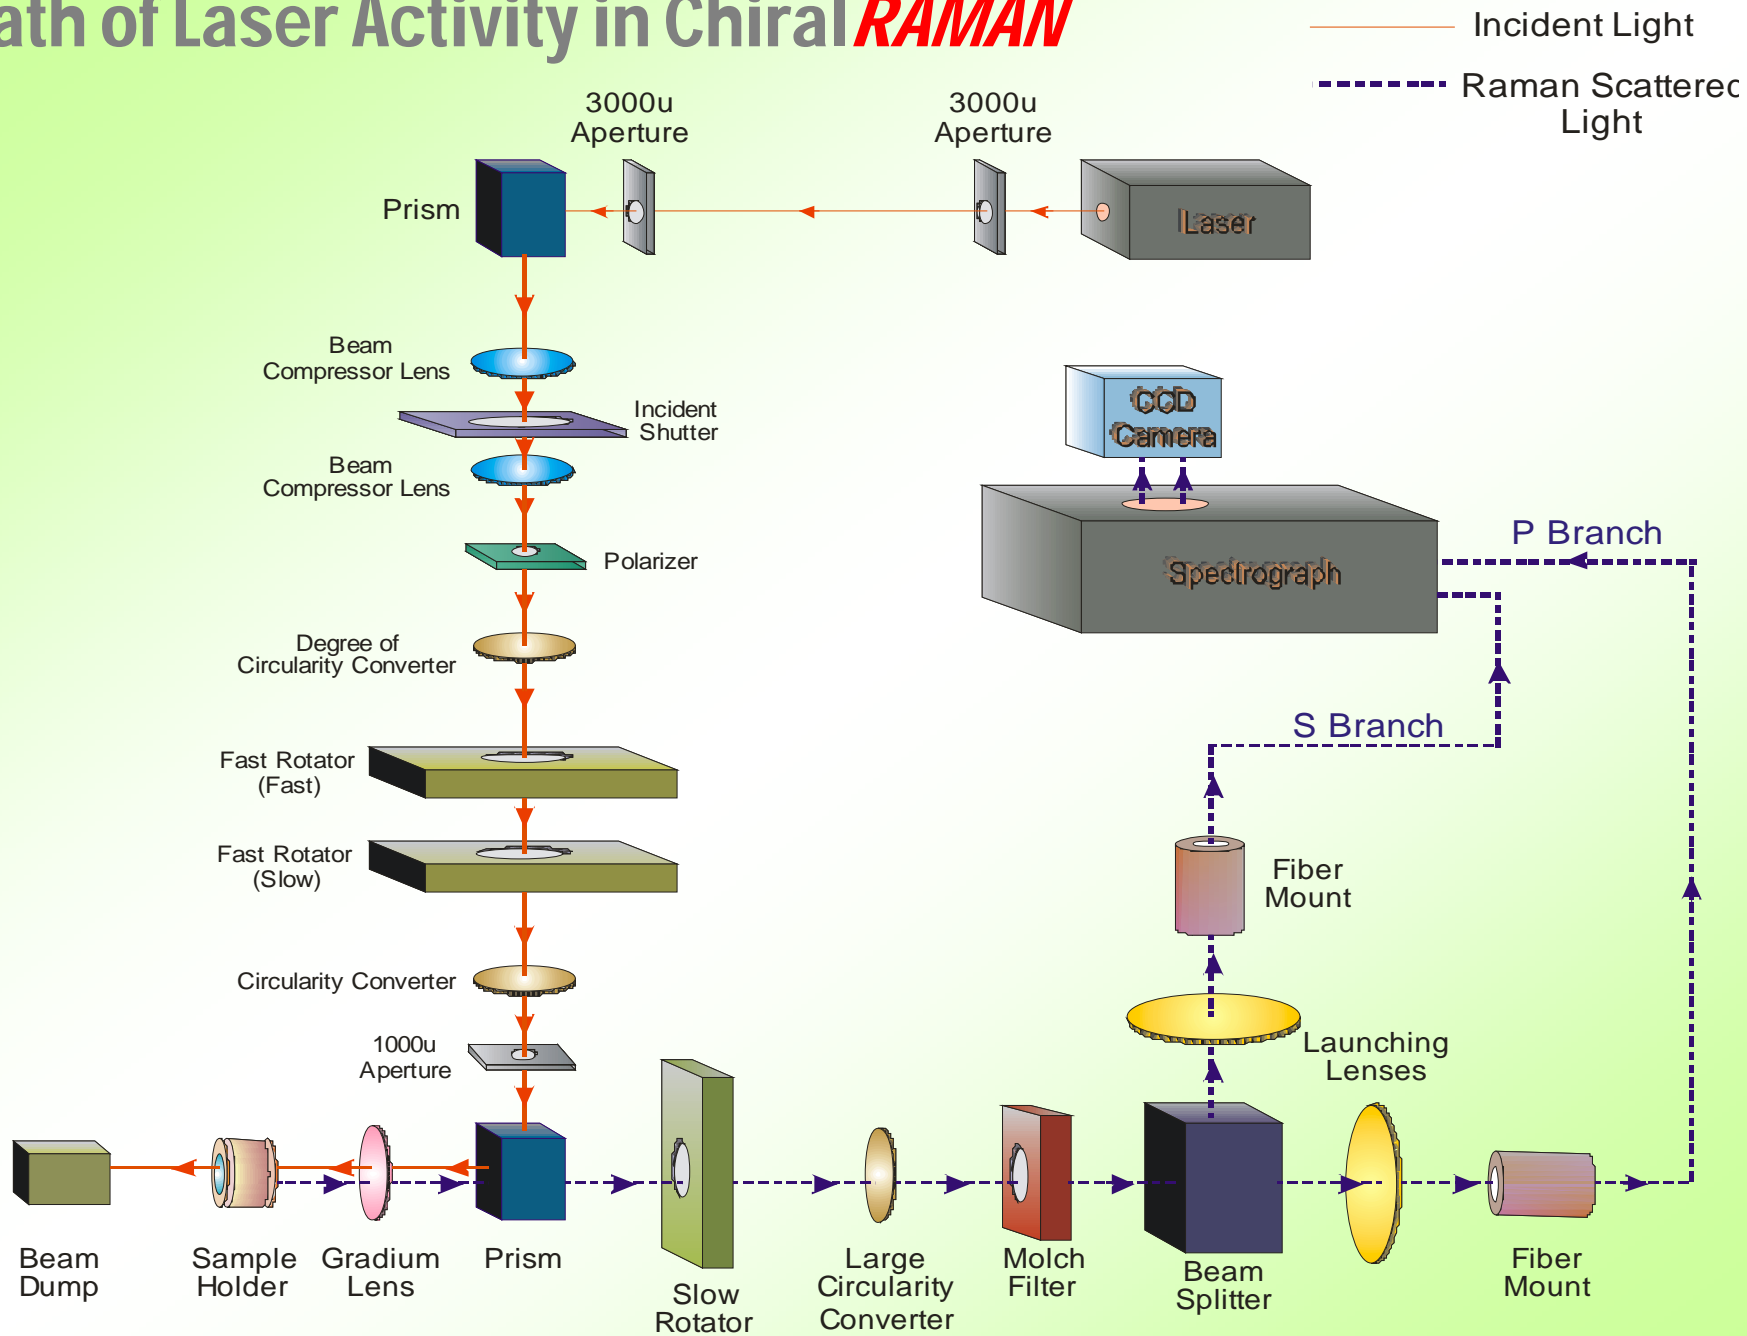 ath of Laser Activity in Chiral RAMAN
Incident Light
Raman Scattered
Light
3000u
Aperture
3000u
Aperture
Prism
Laser
Beam
Compressor Lens
Incident
Shutter
Beam
Compressor Lens
CCD
Camera
Polarizer
P Branch
Spectrograph
Degree of
Circularity Converter
S Branch
Fast Rotator
(Fast)
Fast Rotator
(Slow)
Fiber
Mount
Circularity Converter
1000u
Aperture
Launching
Lenses
Beam
Dump
Sample
Holder
Gradium
Lens
Prism
Slow
Rotator
Large
Circularity
Converter
Molch
Filter
Beam
Splitter
Fiber
Mount